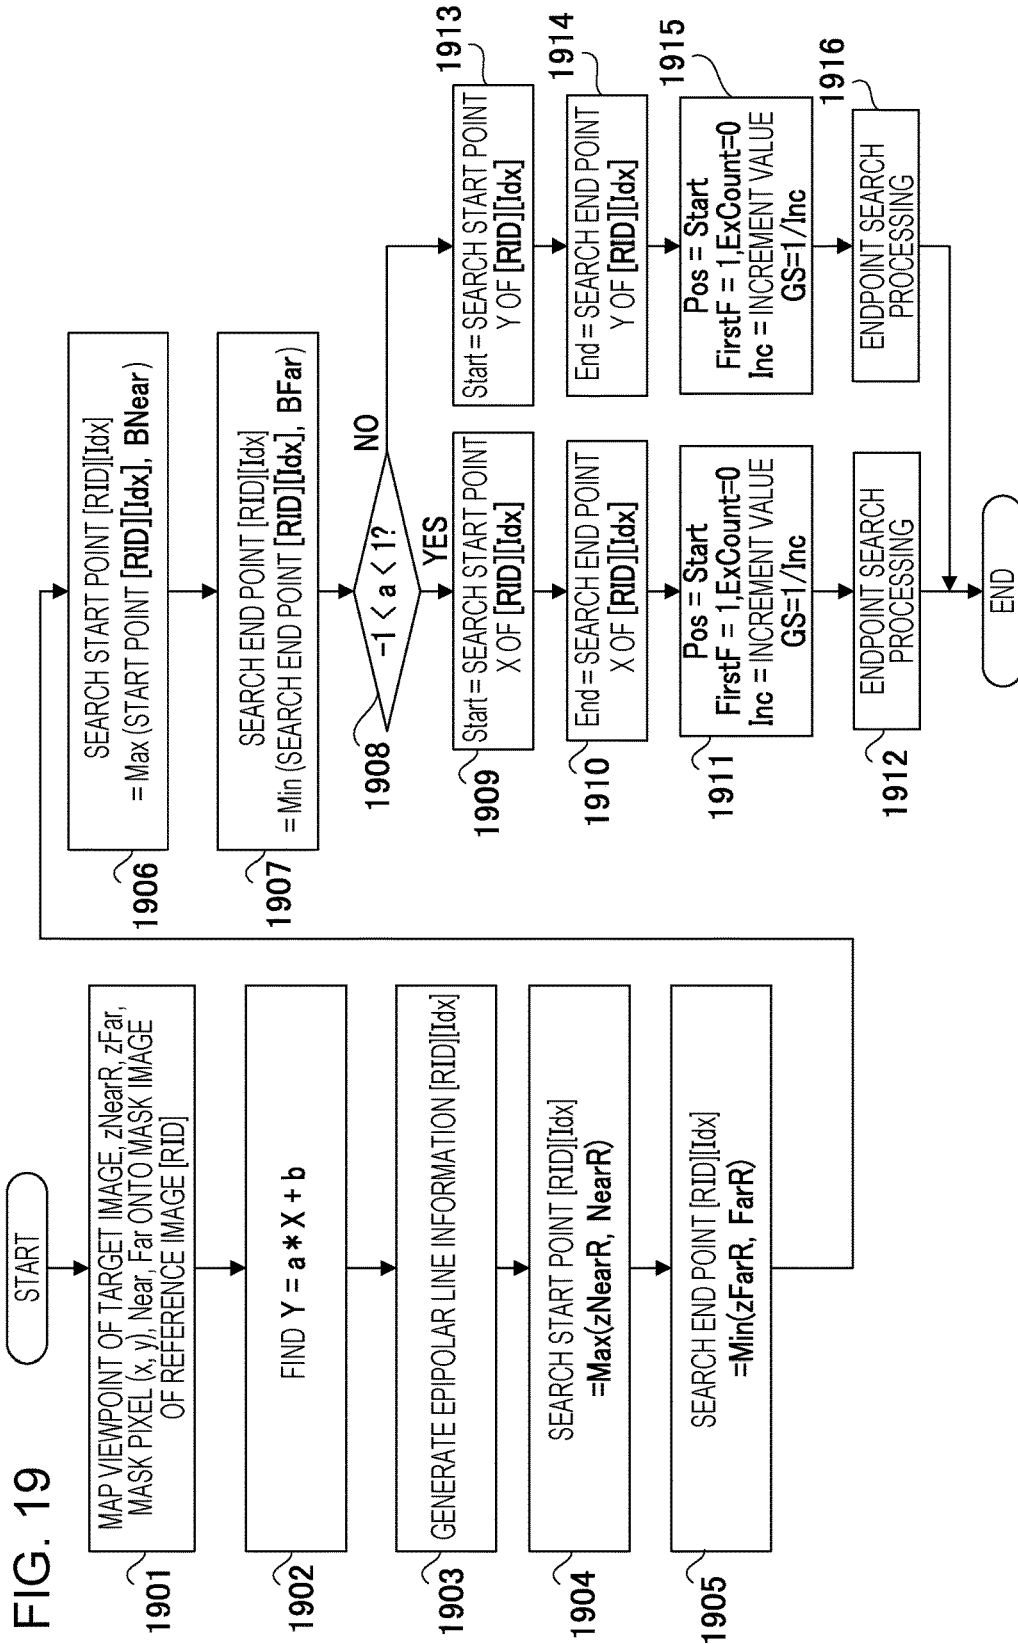 FIG. 19
START
MAP VIEWPOINT OF TARGET IMAGE, zNearR, zFar,
MASK PIXEL (x, y), Near, Far ONTO MASK IMAGE
OF REFERENCE IMAGE [RID]
1901
FIND Y = a * X + b
1902
GENERATE EPIPOLAR LINE INFORMATION [RID][Idx]
1903
SEARCH START POINT [RID][Idx]
=Max(zNearR, NearR)
1904
SEARCH END POINT [RID][Idx]
=Min(zFarR, FarR)
1905
SEARCH START POINT [RID][Idx]
= Max (START POINT [RID][Idx], BNear)
1906
SEARCH END POINT [RID][Idx]
= Min (SEARCH END POINT [RID][Idx], BFar)
1907
-1 < a < 1?
1908
YES
NO
Start = SEARCH START POINT
X OF [RID][Idx]
1909
End = SEARCH END POINT
X OF [RID][Idx]
1910
Pos = Start
FirstF = 1,ExCount=0
Inc = INCREMENT VALUE
GS=1/Inc
1911
ENDPOINT SEARCH
PROCESSING
1912
Start = SEARCH START POINT
Y OF [RID][Idx]
1913
End = SEARCH END POINT
Y OF [RID][Idx]
1914
Pos = Start
FirstF = 1,ExCount=0
Inc = INCREMENT VALUE
GS=1/Inc
1915
ENDPOINT SEARCH
PROCESSING
1916
END